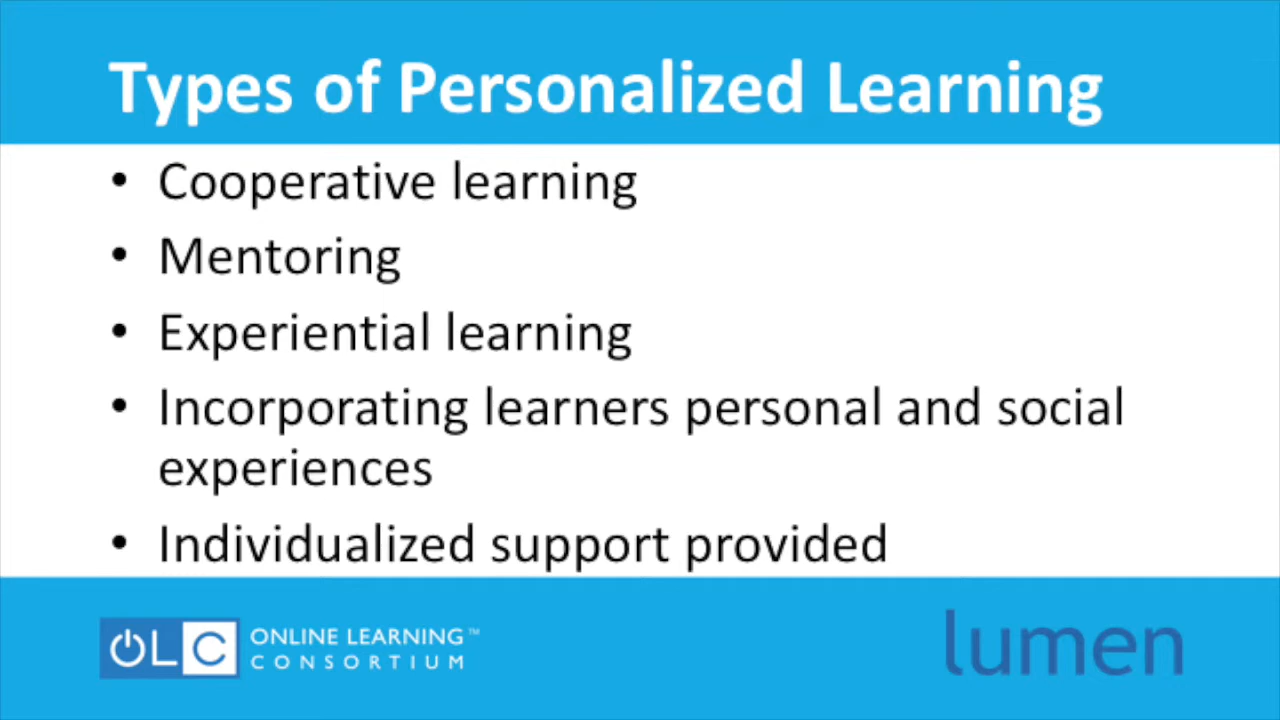 Types of Personalized Learning
• Cooperative learning
• Mentoring
• Experiential learning
• Incorporating learners personal and social
experiences
• Individualized support provided
OLC ONLINE LEARNING™
CONSORTIUM
lumen